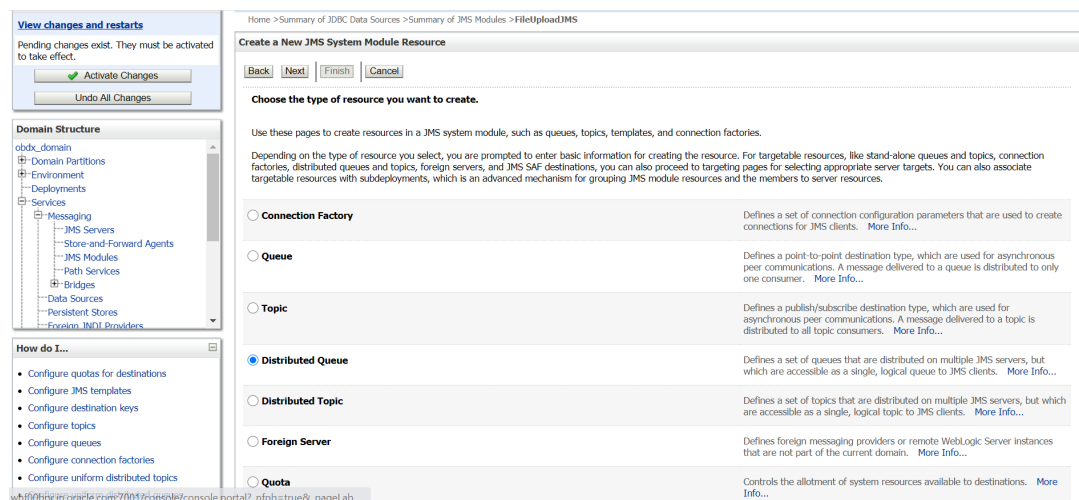 View changes and restarts
Pending changes exist. They must be activated
to take effect.
Activate Changes
Undo All Changes
Domain Structure
obdx_domain
Domain Partitions
Environment
Deployments
Services
Messaging
JMS Servers
Store-and-Forward Agents
JMS Modules
Path Services
Bridges
Data Sources
Persistent Stores
Foreign JNDI Providers
How do I...
Configure quotas for destinations
Configure JMS templates
Configure destination keys
Configure topics
Configure queues
Configure connection factories
Configure uniform distributed topics
Home >Summary of JDBC Data Sources >Summary of JMS Modules >FileUploadJMS
Create a New JMS System Module Resource
Back Next Finish Cancel
Choose the type of resource you want to create.
Use these pages to create resources in a JMS system module, such as queues, topics, templates, and connection factories.
Depending on the type of resource you select, you are prompted to enter basic information for creating the resource. For targetable resources, like stand-alone queues and topics, connection
factories, distributed queues and topics, foreign servers, and JMS SAF destinations, you can also proceed to targeting pages for selecting appropriate server targets. You can also associate
targetable resources with subdeployments, which is an advanced mechanism for grouping JMS module resources and the members to server resources.
Connection Factory
Defines a set of connection configuration parameters that are used to create
connections for JMS clients. More Info...
Queue
Defines a point-to-point destination type, which are used for asynchronous
peer communications. A message delivered to a queue is distributed to only
one consumer. More Info...
Topic
Defines a publish/subscribe destination type, which are used for
asynchronous peer communications. A message delivered to a topic is
distributed to all topic consumers. More Info...
Distributed Queue
Defines a set of queues that are distributed on multiple JMS servers, but
which are accessible as a single, logical queue to JMS clients. More Info...
Distributed Topic
Defines a set of topics that are distributed on multiple JMS servers, but which
are accessible as a single, logical topic to JMS clients. More Info...
Foreign Server
Defines foreign messaging providers or remote WebLogic Server instances
that are not part of the current domain. More Info...
Quota
Controls the allotment of system resources available to destinations. More
Info...